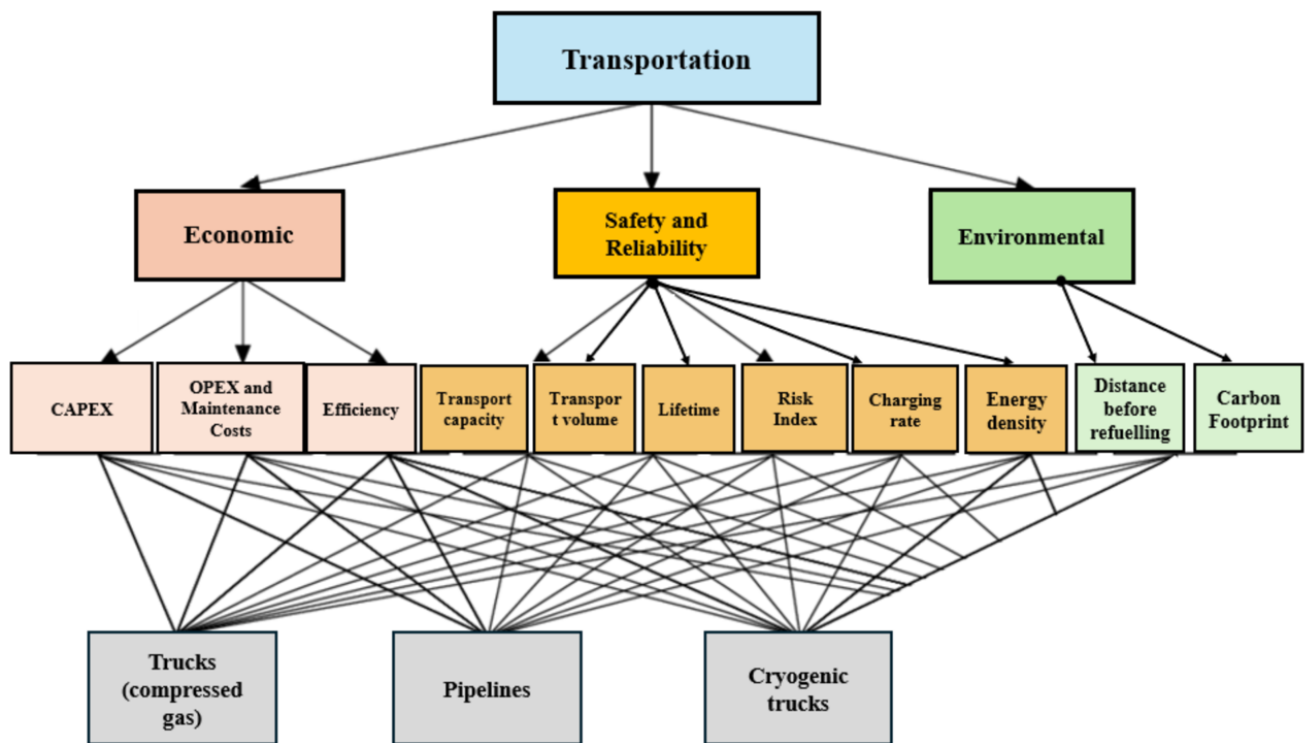 Transportation
Economic
Safety and
Reliability
Environmental
CAPEX
OPEX and
Maintenance
Costs
Efficiency
Transport
capacity
Transpor
t volume
Lifetime
Risk
Index
Charging
rate
Energy
density
Distance
before
refuelling
Carbon
Footprint
Trucks
(compressed
gas)
Pipelines
Cryogenic
trucks